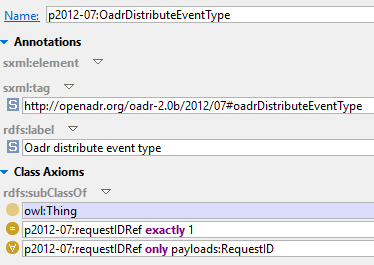 Name: p2012-07:OadrDistributeEventType
Annotations
sxml:element
sxml:tag
S http://openadr.org/oadr-2.0b/2012/07#oadrDistributeEventType
rdfs:label
S Oadr distribute event type
Class Axioms
rdfs:subClassOf
owl:Thing
= p2012-07:requestIDRef exactly 1
∀ p2012-07:requestIDRef only payloads:RequestID